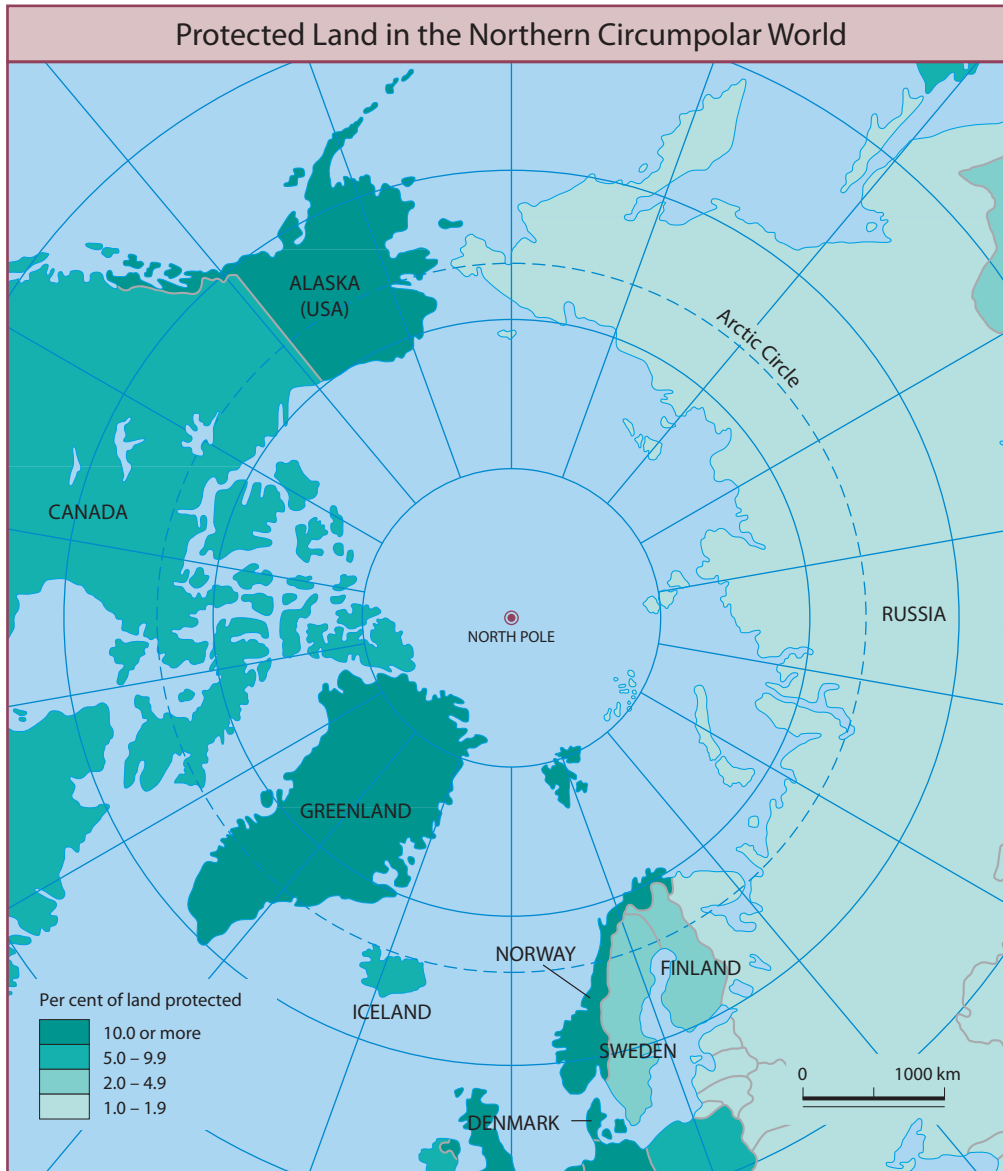 Protected Land in the Northern Circumpolar World
ALASKA
(USA)
Arctic Circle
CANADA
RUSSIA
NORTH POLE
GREENLAND
NORWAY
FINLAND
ICELAND
SWEDEN
DENMARK
Per cent of land protected
10.0 or more
5.0 – 9.9
2.0 – 4.9
1.0 – 1.9
0 1000 km